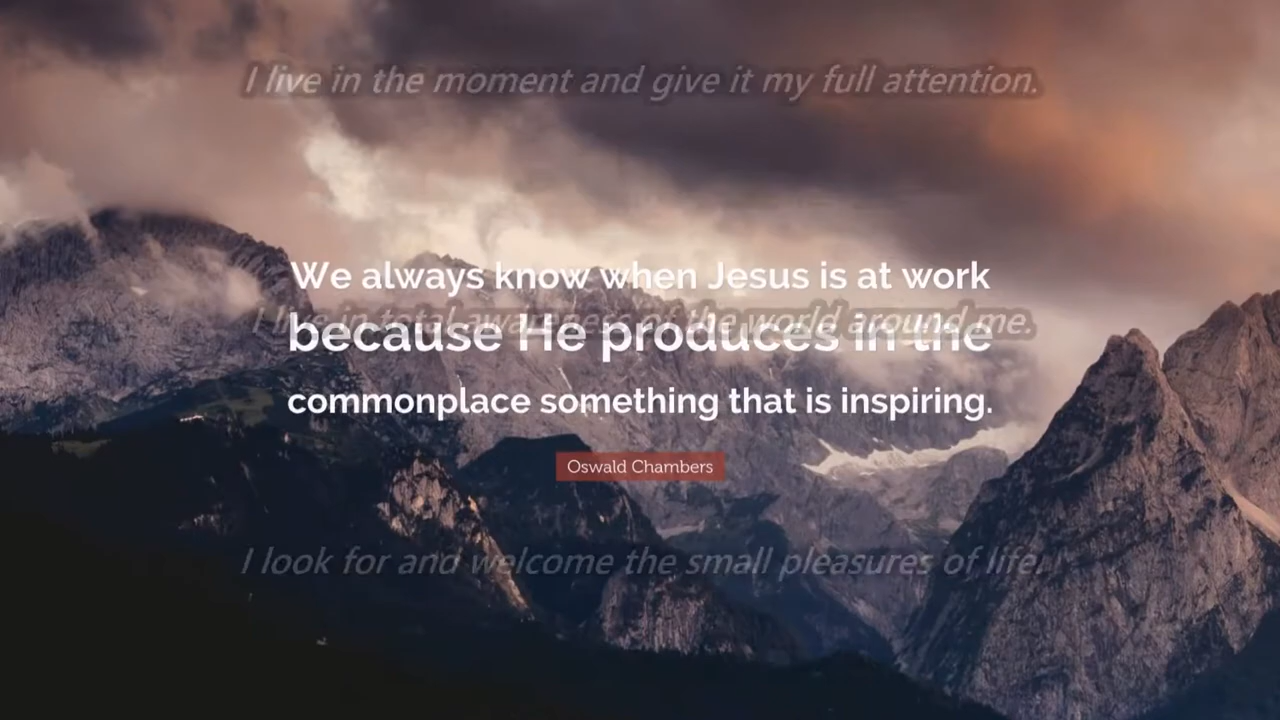 I live in the moment and give it my full attention.
We always know when Jesus is at work
I live in total awareness of the world around me.
because He produces in the
commonplace something that is inspiring.
Oswald Chambers
I look for and welcome the small pleasures of life.